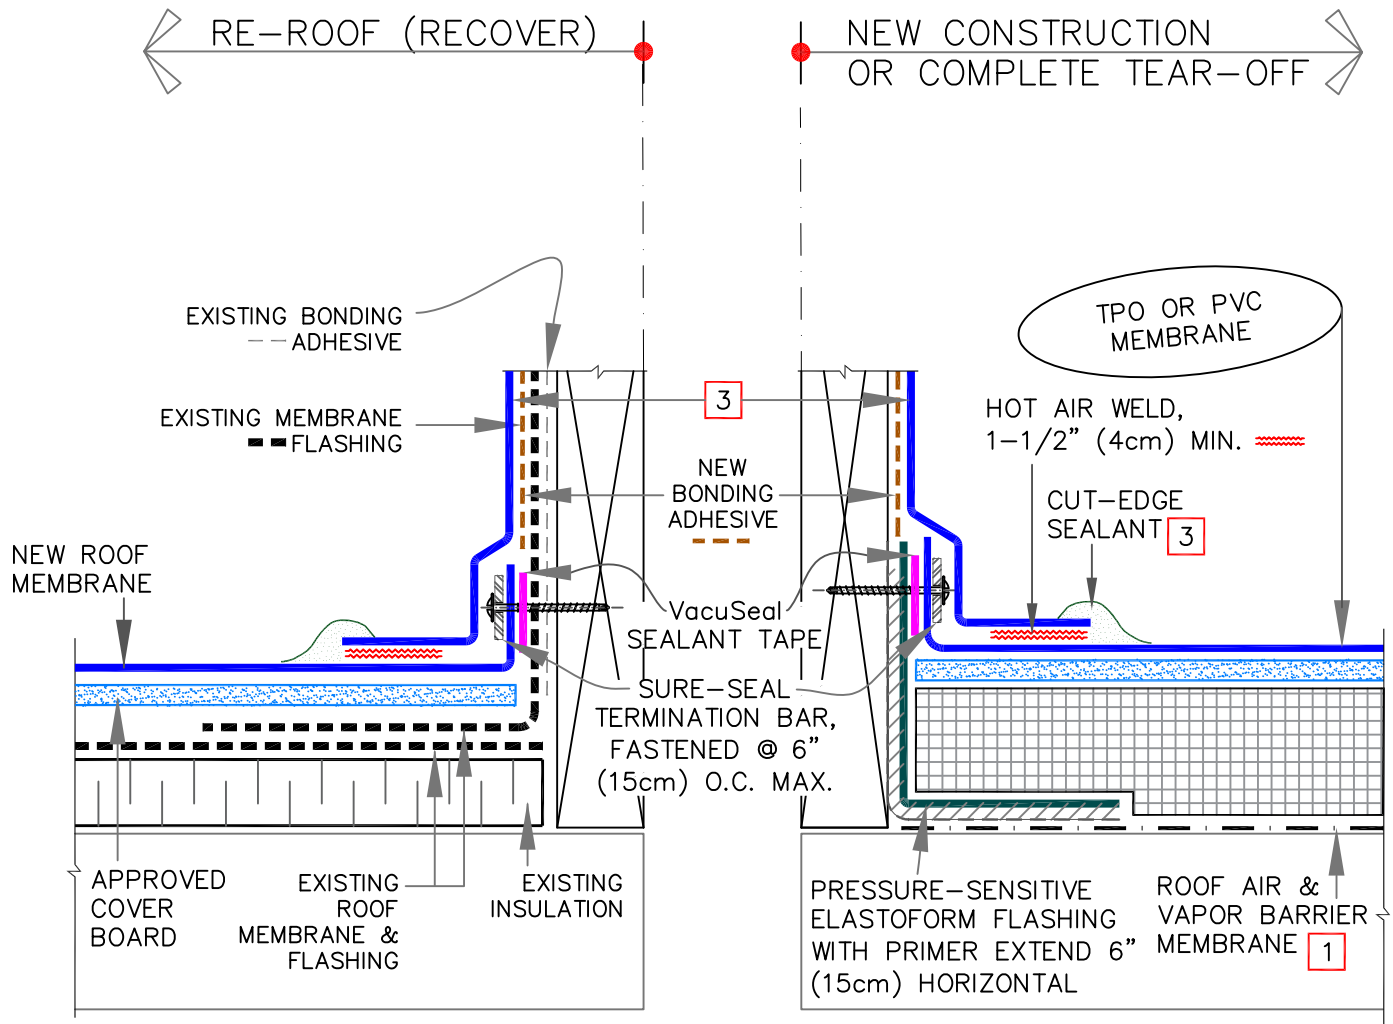 RE-ROOF (RECOVER)
NEW CONSTRUCTION
OR COMPLETE TEAR-OFF
EXISTING BONDING
ADHESIVE
EXISTING MEMBRANE
FLASHING
NEW ROOF
MEMBRANE
3
NEW
BONDING
ADHESIVE
VacuSeal
SEALANT TAPE
SURE-SEAL
TERMINATION BAR,
FASTENED @ 6”
(15cm) O.C. MAX.
TPO OR PVC
MEMBRANE
HOT AIR WELD,
1-1/2” (4cm) MIN.
CUT-EDGE
SEALANT 3
APPROVED
COVER
BOARD
EXISTING
ROOF
MEMBRANE &
FLASHING
EXISTING
INSULATION
PRESSURE-SENSITIVE
ELASTOFORM FLASHING
WITH PRIMER EXTEND 6”
(15cm) HORIZONTAL
ROOF AIR &
VAPOR BARRIER
MEMBRANE 1